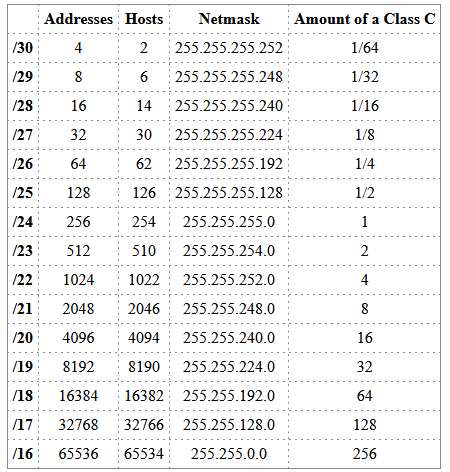 Addresses Hosts Netmask Amount of a Class C
/30 4 2 255.255.255.252 1/64
/29 8 6 255.255.255.248 1/32
/28 16 14 255.255.255.240 1/16
/27 32 30 255.255.255.224 1/8
/26 64 62 255.255.255.192 1/4
/25 128 126 255.255.255.128 1/2
/24 256 254 255.255.255.0 1
/23 512 510 255.255.254.0 2
/22 1024 1022 255.255.252.0 4
/21 2048 2046 255.255.248.0 8
/20 4096 4094 255.255.240.0 16
/19 8192 8190 255.255.224.0 32
/18 16384 16382 255.255.192.0 64
/17 32768 32766 255.255.128.0 128
/16 65536 65534 255.255.0.0 256